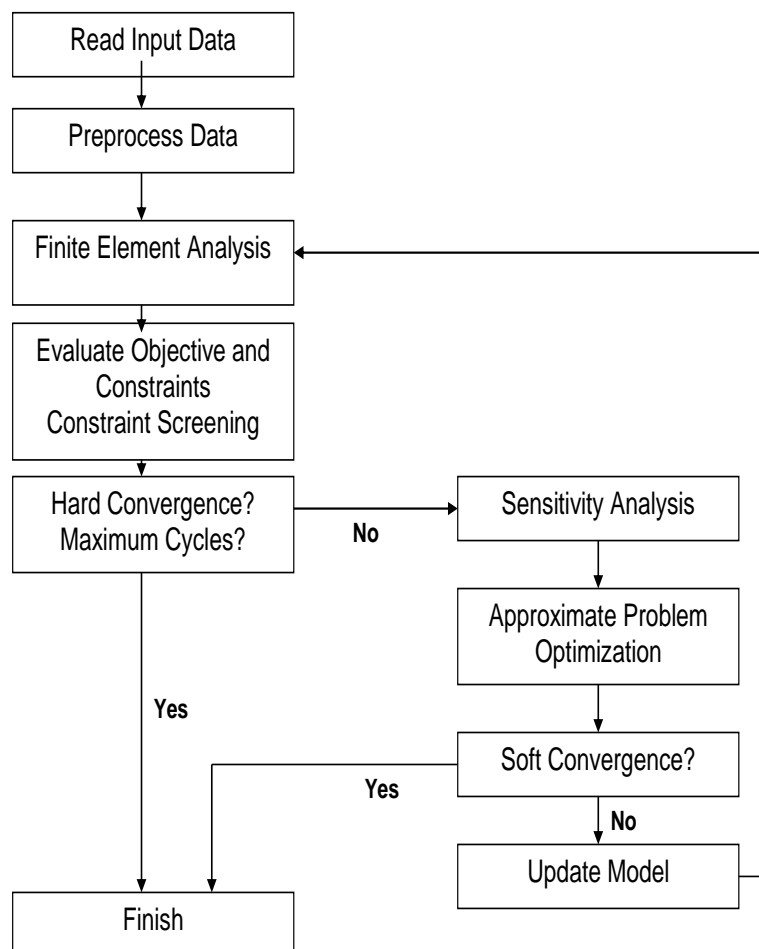 Read Input Data
Preprocess Data
Finite Element Analysis
Evaluate Objective and
Constraints
Constraint Screening
Hard Convergence?
Maximum Cycles?
No
Sensitivity Analysis
Approximate Problem
Optimization
Yes
Soft Convergence?
Yes
No
Update Model
Finish